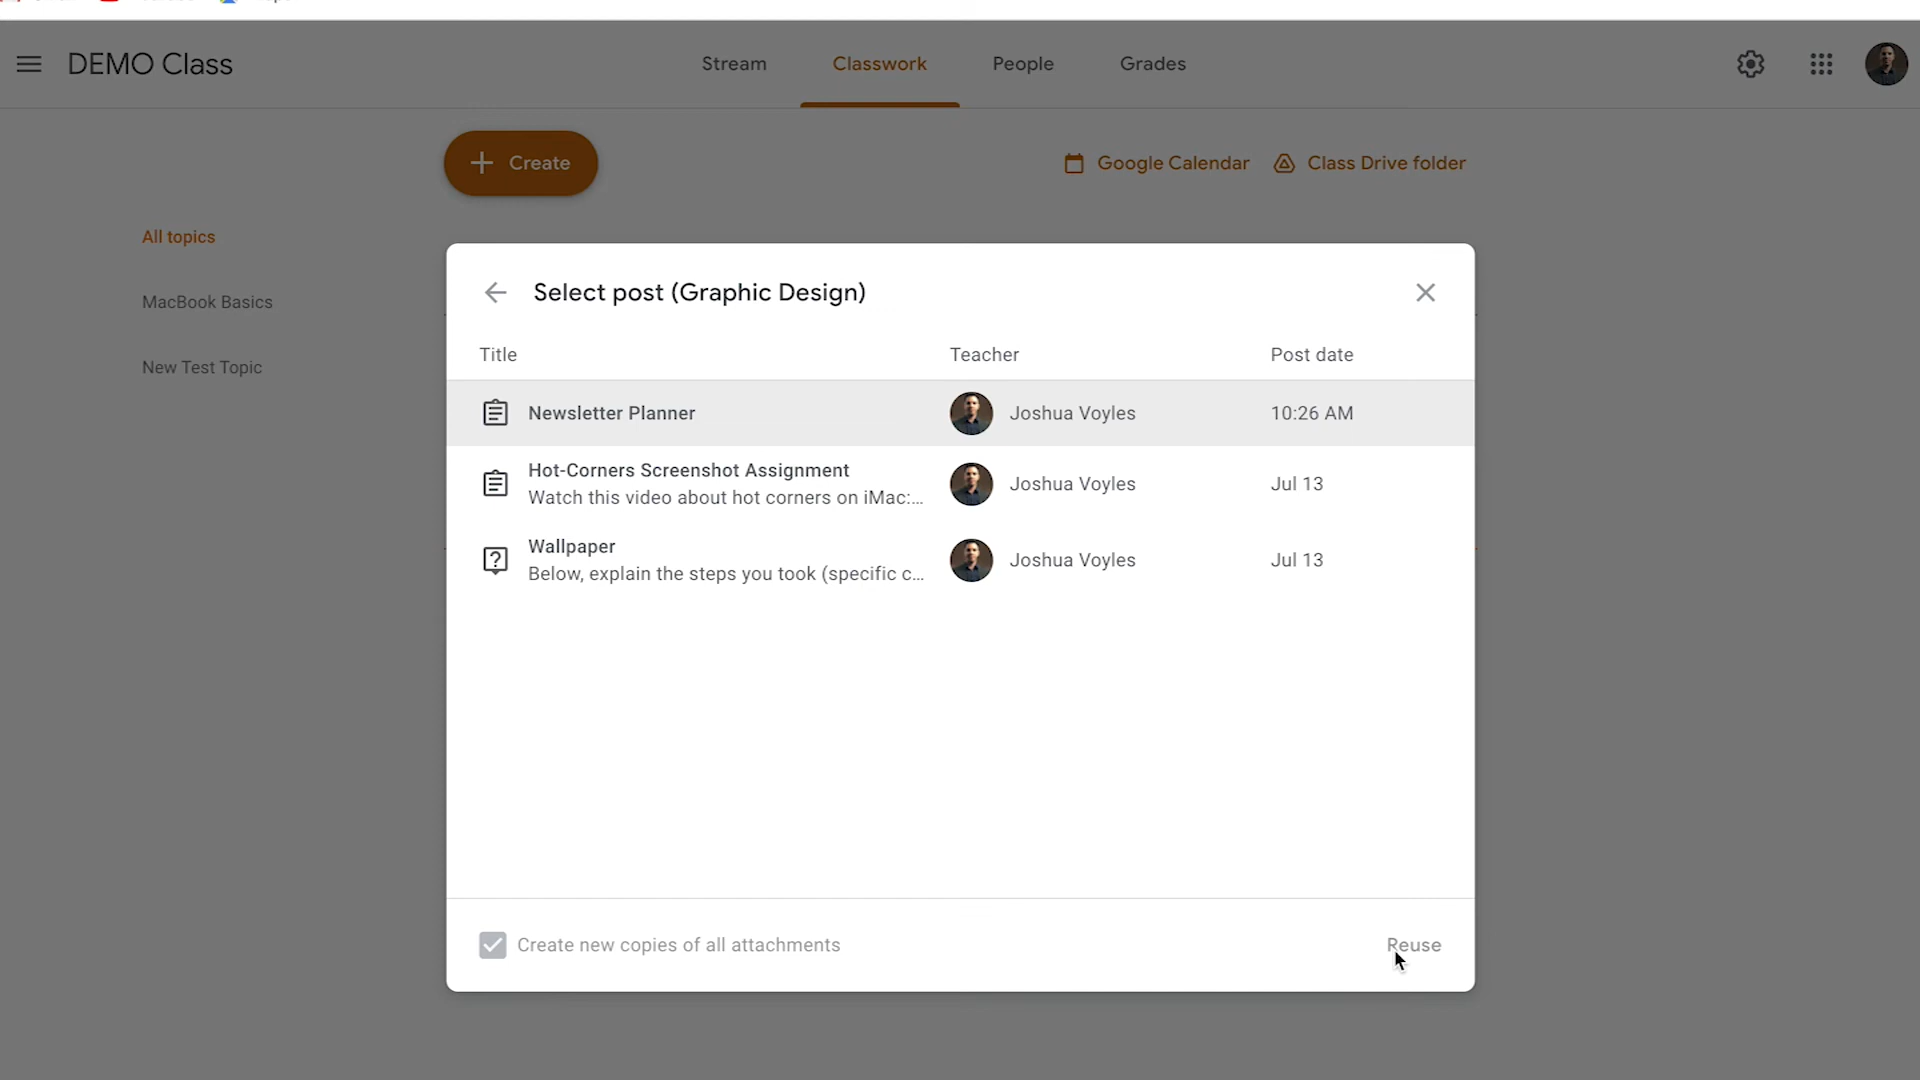 DEMO Class
Stream
Classwork
People
Grades
Create
Google Calendar
Class Drive folder
All topics
MacBook Basics
New Test Topic
Select post (Graphic Design)
Title
Teacher
Post date
Newsletter Planner
Joshua Voyles
10:26 AM
Hot-Corners Screenshot Assignment
Watch this video about hot corners on iMac:...
Joshua Voyles
Jul 13
Wallpaper
Below, explain the steps you took (specific c...
Joshua Voyles
Jul 13
Create new copies of all attachments
Reuse